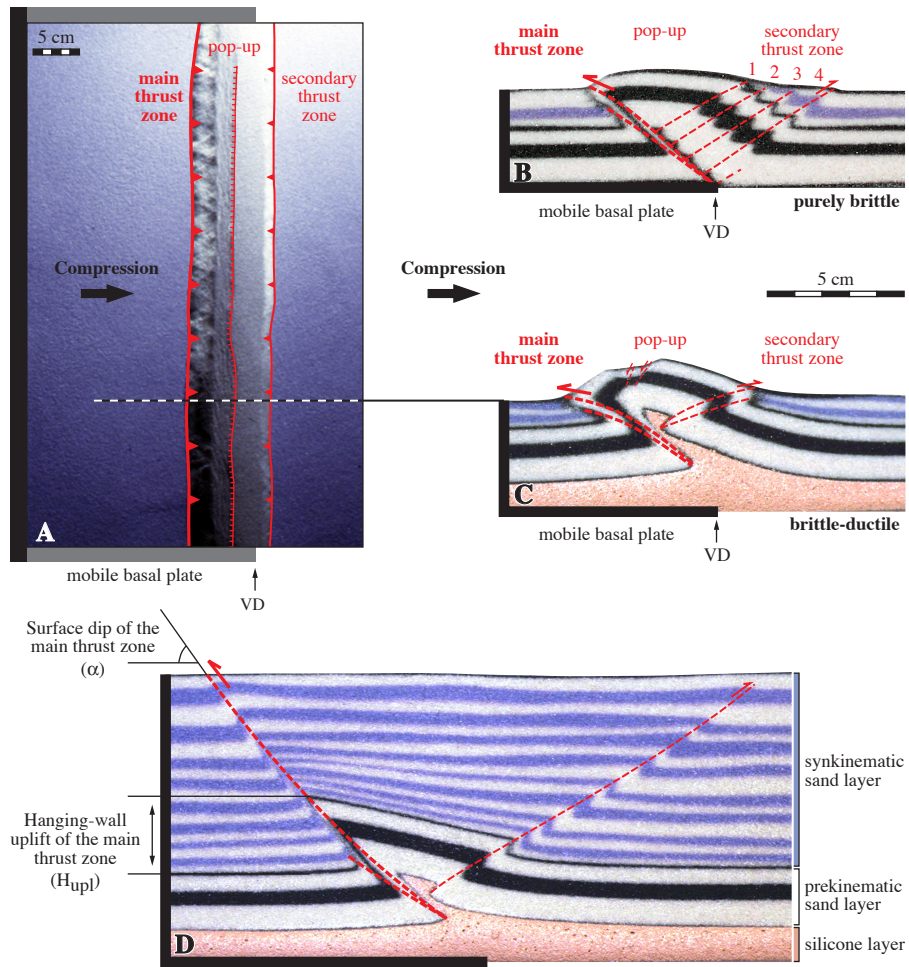 5 cm
pop-up
main
thrust
zone
secondary
thrust
zone
Compression
A
mobile basal plate
VD
main
thrust zone
pop-up
secondary
thrust zone
1
2
3
4
B
mobile basal plate
purely brittle
VD
Compression
5 cm
main
thrust zone
pop-up
secondary
thrust zone
C
mobile basal plate
brittle-ductile
VD
Surface dip of the
main thrust zone
(α)
Hanging-wall
uplift of the main
thrust zone
(Hupl)
synkinematic
sand layer
prekinematic
sand layer
silicone layer
D